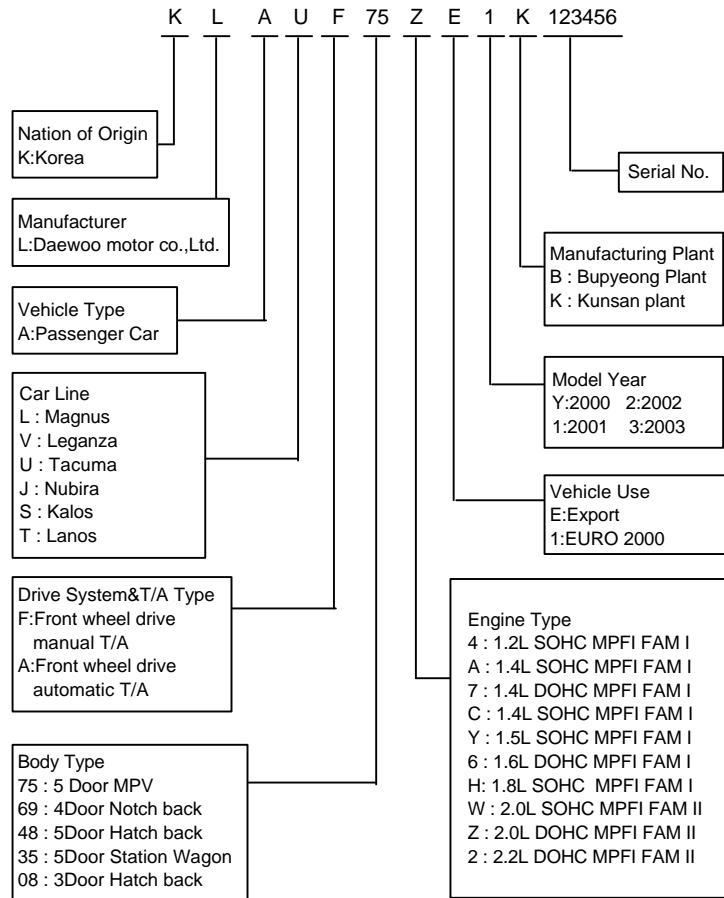 K L A U F 75 Z E 1 K 123456
Nation of Origin
K:Korea
Manufacturer
L:Daewoo motor co.,Ltd.
Vehicle Type
A:Passenger Car
Car Line
L : Magnus
V : Leganza
U : Tacuma
J : Nubira
S : Kalos
T : Lanos
Drive System&T/A Type
F:Front wheel drive
manual T/A
A:Front wheel drive
automatic T/A
Body Type
75 : 5 Door MPV
69 : 4Door Notch back
48 : 5Door Hatch back
35 : 5Door Station Wagon
08 : 3Door Hatch back
Serial No.
Manufacturing Plant
B : Bupyeong Plant
K : Kunsan plant
Model Year
Y:2000 2:2002
1:2001 3:2003
Vehicle Use
E:Export
1:EURO 2000
Engine Type
4 : 1.2L SOHC MPFI FAM I
A : 1.4L SOHC MPFI FAM I
7 : 1.4L DOHC MPFI FAM I
C : 1.4L SOHC MPFI FAM I
Y : 1.5L SOHC MPFI FAM I
6 : 1.6L DOHC MPFI FAM I
H: 1.8L SOHC MPFI FAM I
W : 2.0L SOHC MPFI FAM II
Z : 2.0L DOHC MPFI FAM II
2 : 2.2L DOHC MPFI FAM II